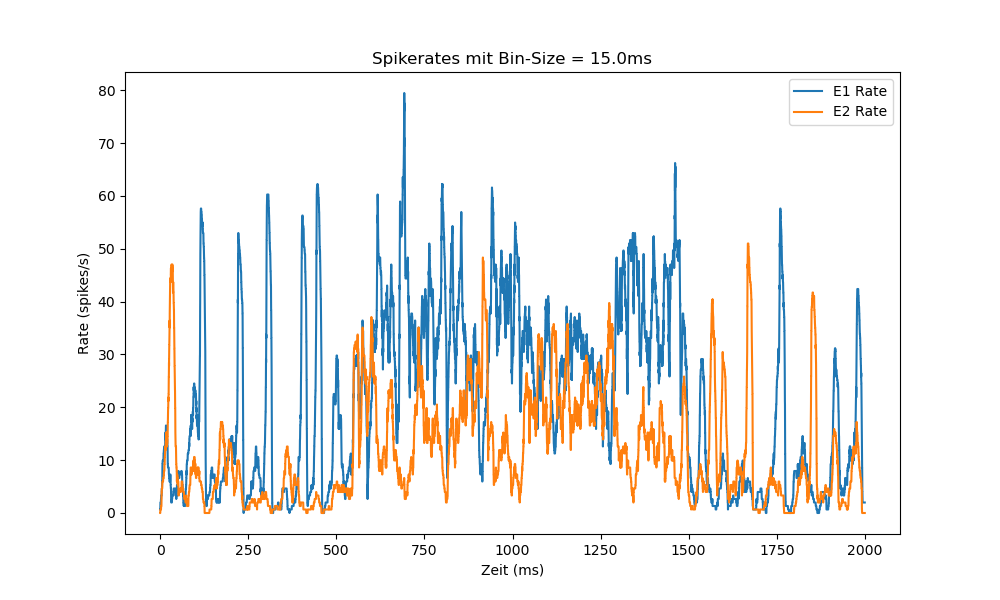 Spikerates mit Bin-Size = 15.0ms
E1 Rate
E2 Rate
80
70
60
50
40
30
20
10
0
Rate (spikes/s)
0 250 500 750 1000 1250 1500 1750 2000
Zeit (ms)